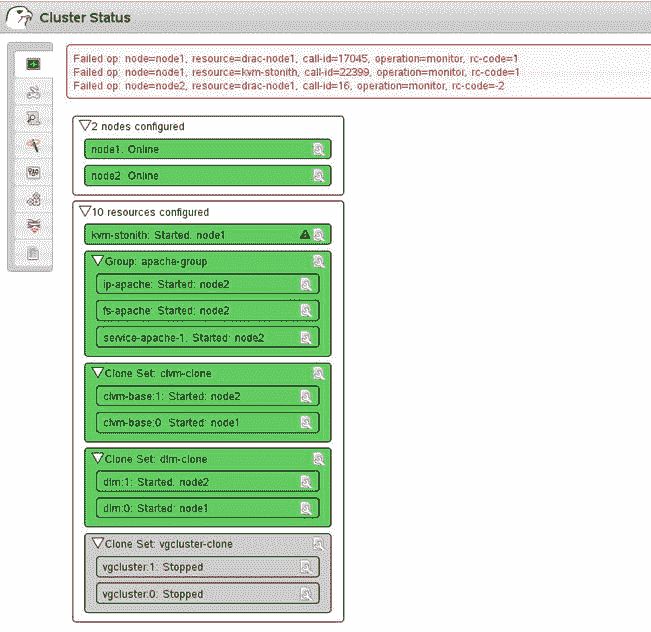 Cluster Status
Failed op: node=node1, resource=drac-node1, call-id=17045, operation=monitor, rc-code=1
Failed op: node=node1, resource=kvm-stonith, call-id=22399, operation=monitor, rc-code=1
Failed op: node=node2, resource=drac-node1, call-id=16, operation=monitor, rc-code=-2
2 nodes configured
node1: Online
node2: Online
10 resources configured
kvm-stonith: Started: node1
Group: apache-group
ip-apache: Started: node2
fs-apache: Started: node2
service-apache-1: Started: node2
Clone Set: clvm-clone
clvm-base:1: Started: node2
clvm-base:0: Started: node1
Clone Set: dlm-clone
dlm:1: Started: node2
dlm:0: Started: node1
Clone Set: vgcluster-clone
vgcluster:1: Stopped
vgcluster:0: Stopped